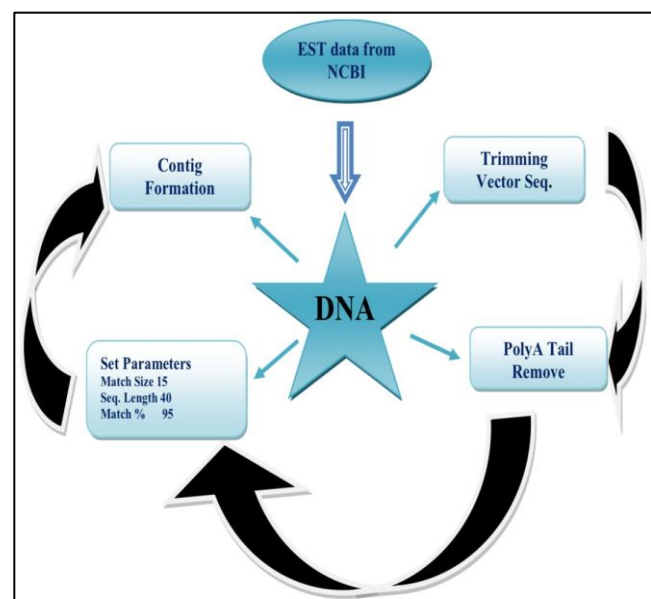 EST data from
NCBI
Contig
Formation
Trimming
Vector Seq.
DNA
Set Parameters
Match Size 15
Seq. Length 40
Match % 95
PolyA Tail
Remove